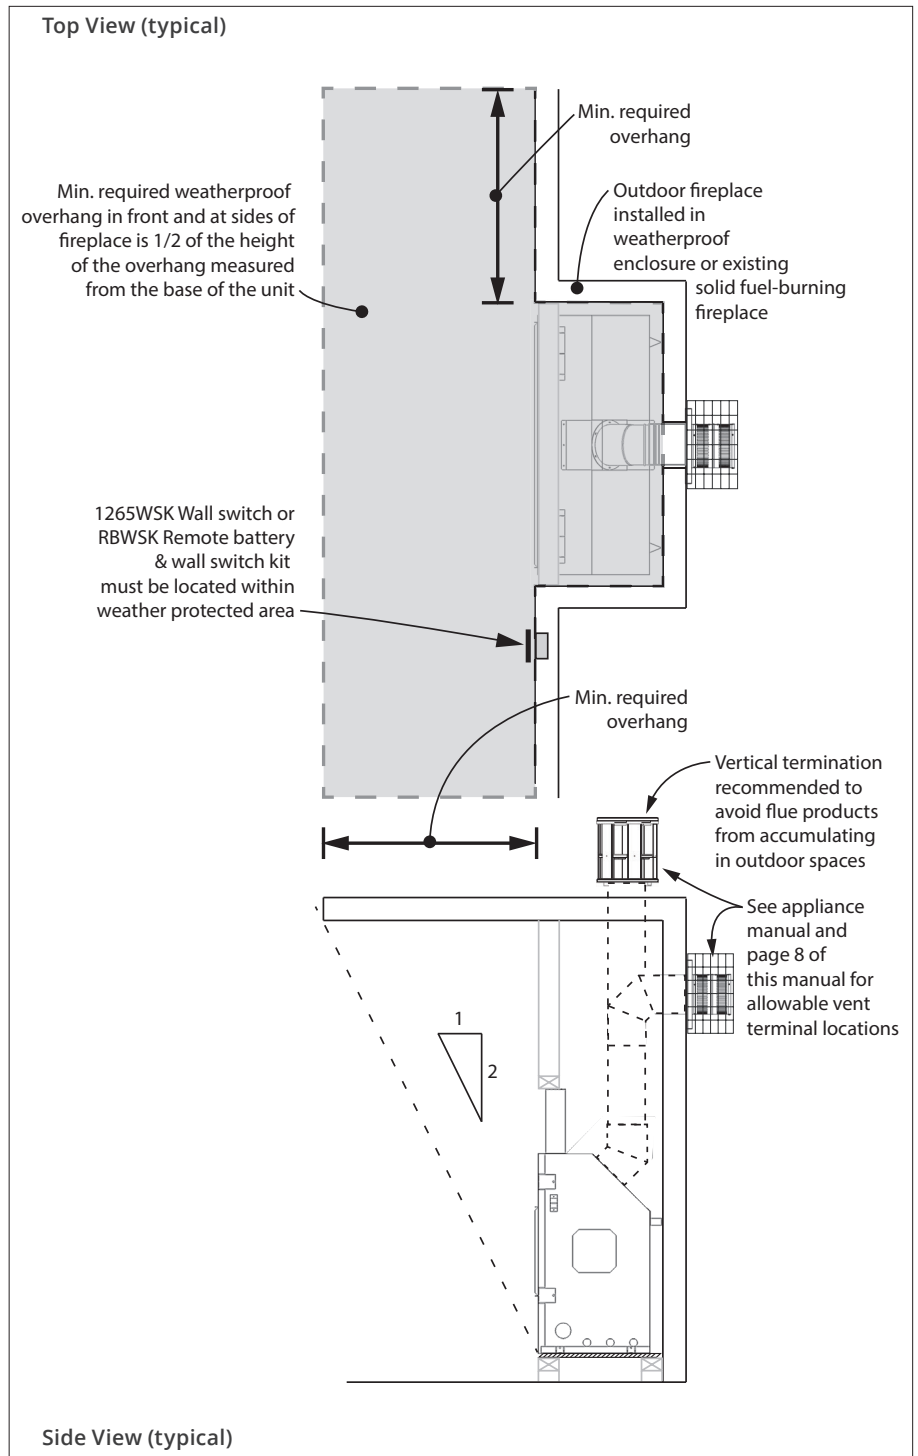 Top View (typical)
Min. required
overhang
Min. required weatherproof
overhang in front and at sides of
fireplace is 1/2 of the height
of the overhang measured
from the base of the unit
Outdoor fireplace
installed in
weatherproof
enclosure or existing
solid fuel-burning
fireplace
1265WSK Wall switch or
RBWSK Remote battery
& wall switch kit
must be located within
weather protected area
Min. required
overhang
Vertical termination
recommended to
avoid flue products
from accumulating
in outdoor spaces
See appliance
manual and
page 8 of
this manual for
allowable vent
terminal locations
1
2
Side View (typical)